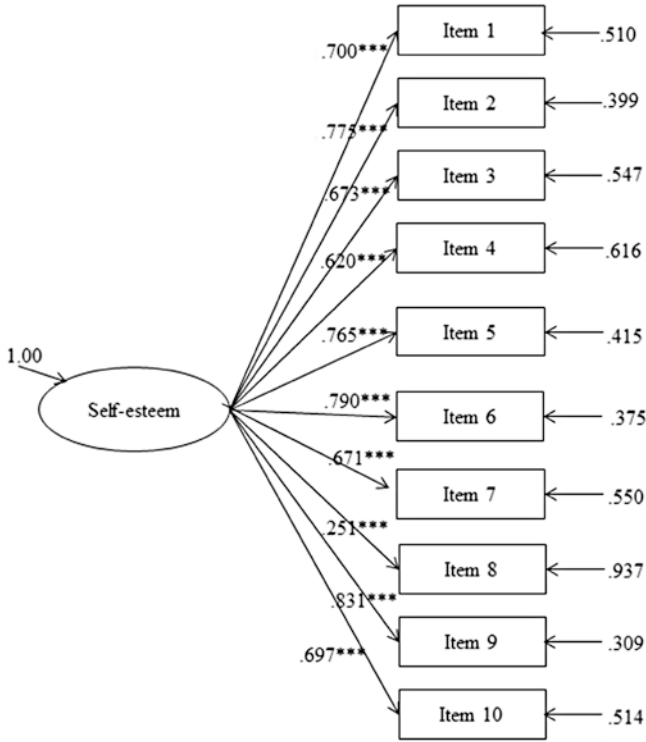 Item 1
.510
.700***
Item 2
.399
.775***
Item 3
.547
.673***
Item 4
.616
.620***
Item 5
.415
.765***
1.00
Self-esteem
.790***
Item 6
.375
.671***
Item 7
.550
.251***
Item 8
.937
.831***
Item 9
.309
.697***
Item 10
.514